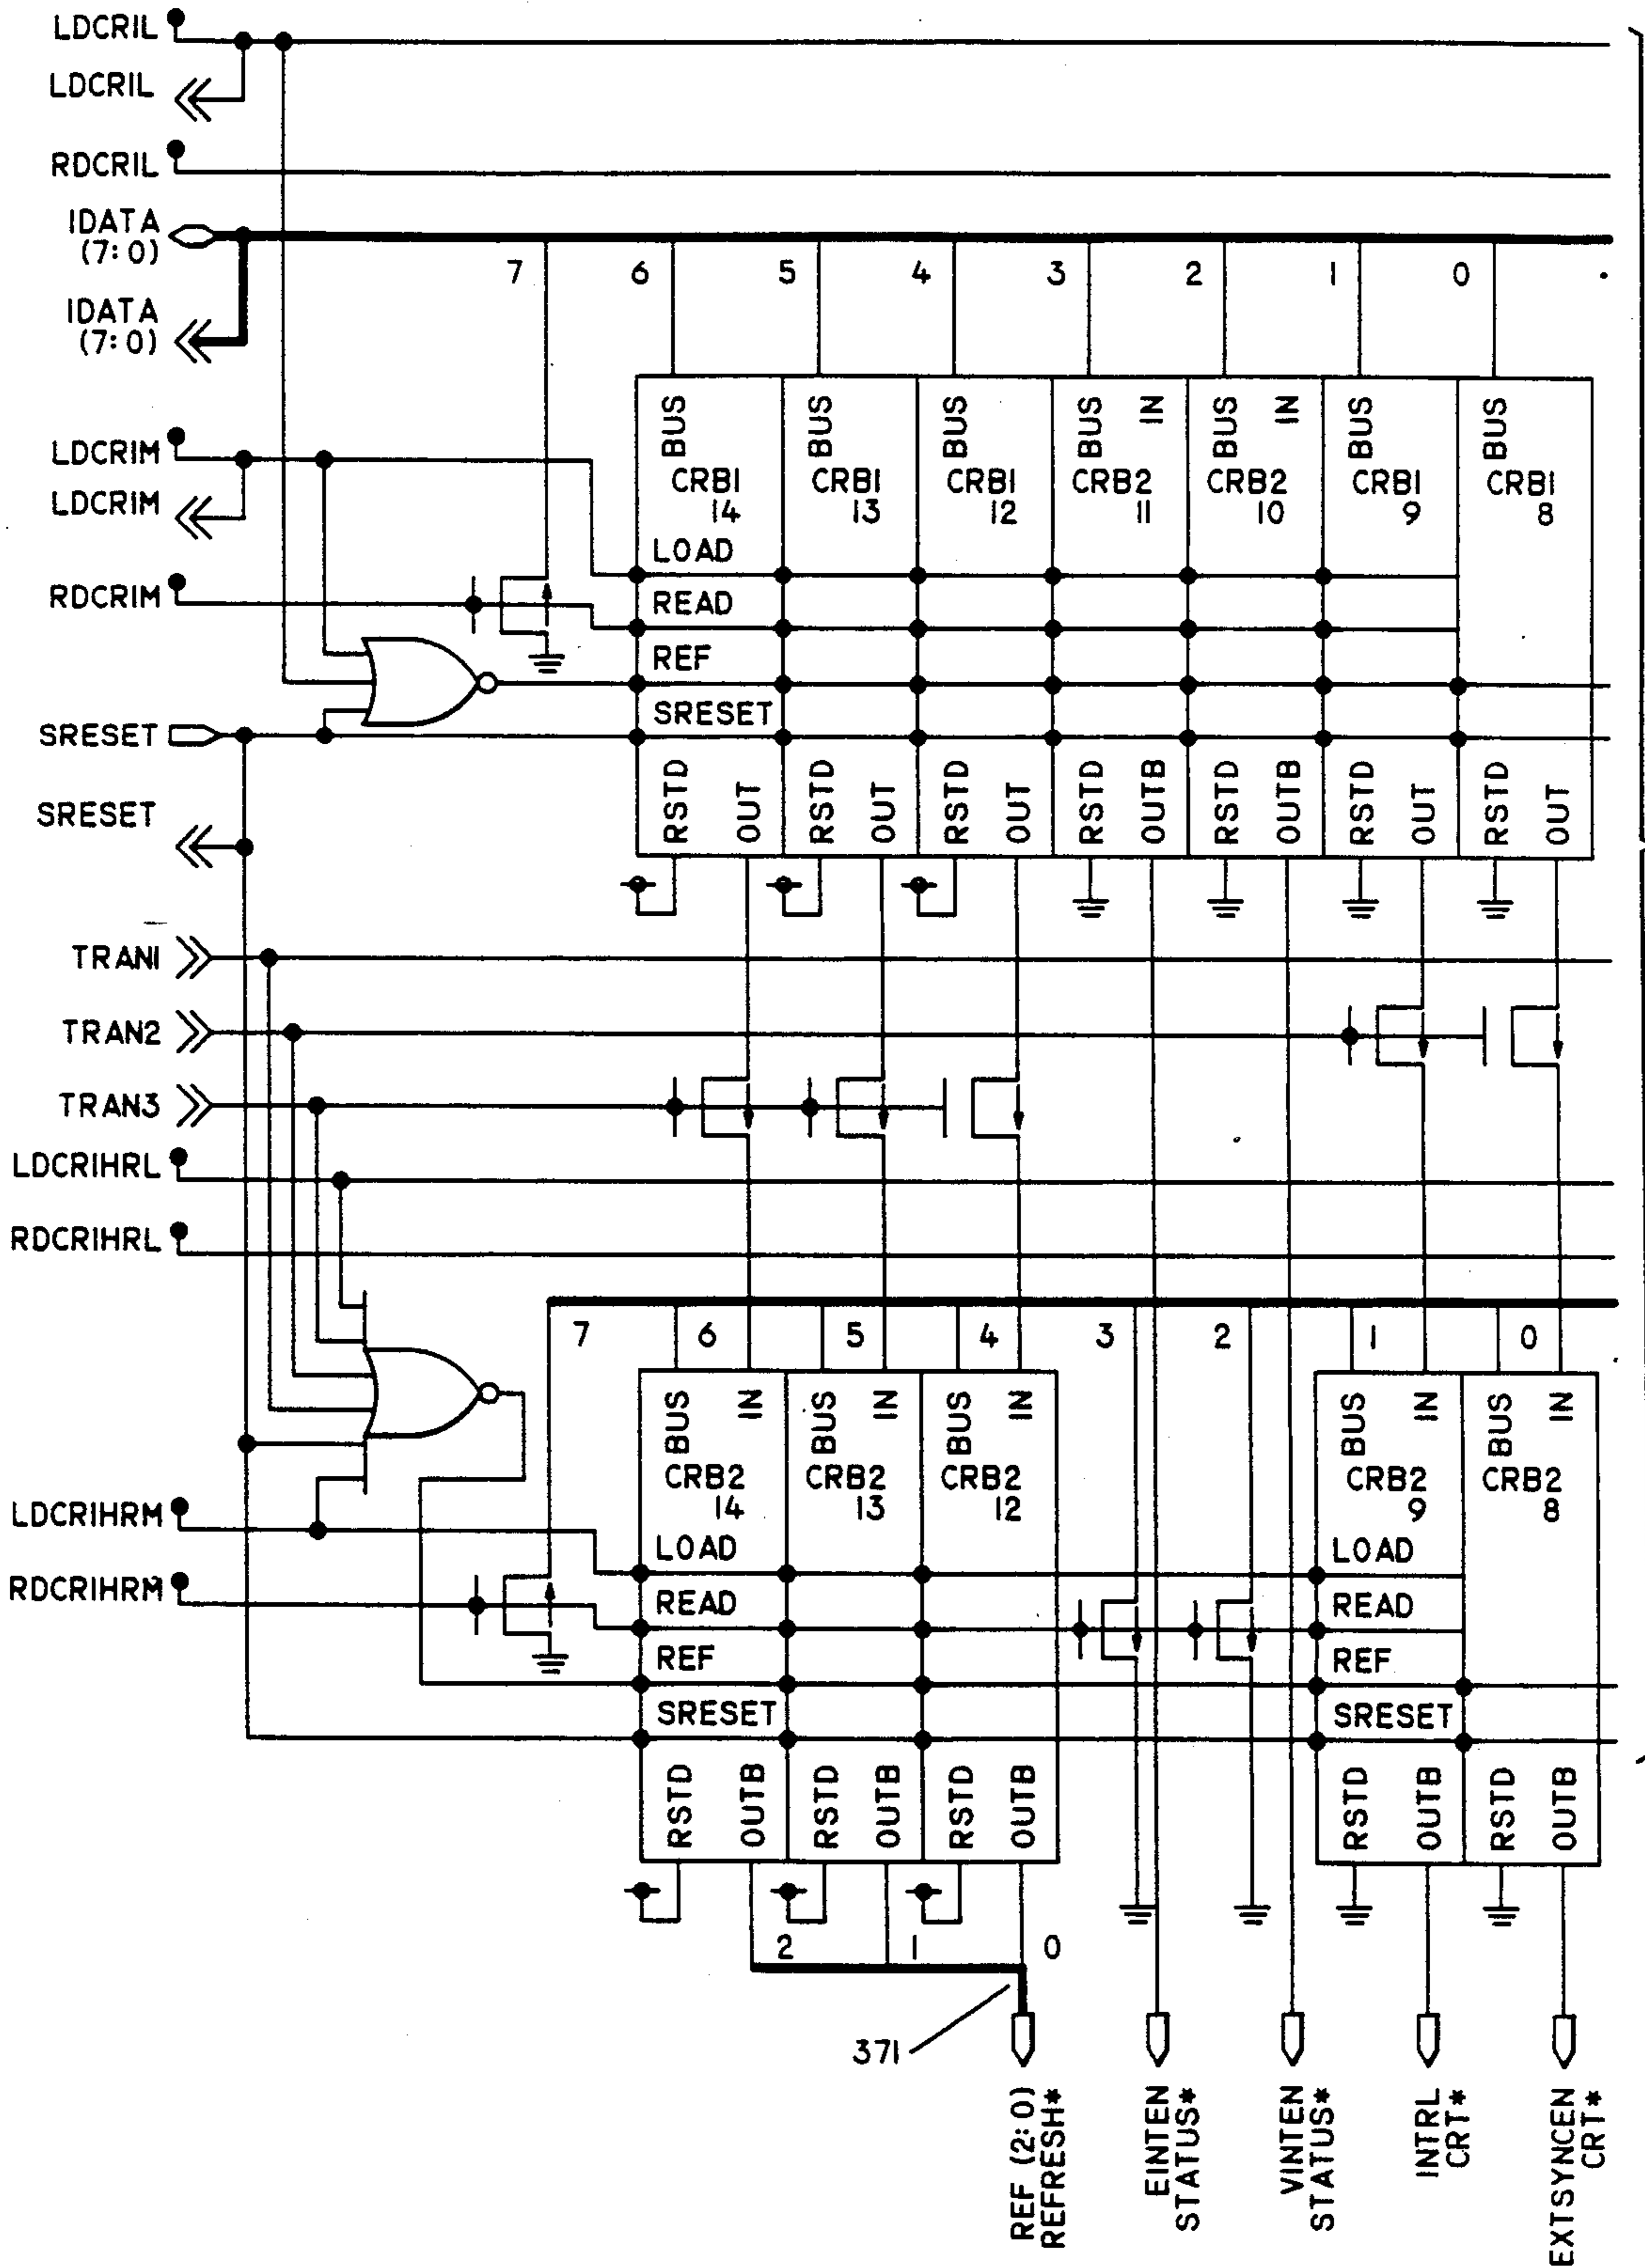 LDCRIL
LDCRIL
RDCRIL
IDATA
(7:0)
IDATA
(7:0)
7 6 5 4 3 2 1 0
BUS BUS BUS BUS IN BUS IN BUS BUS
CRB1 CRB1 CRB1 CRB2 CRB2 CRB1 CRB1
14 13 12 11 10 9 8
LDCRIM
LDCRIM
LOAD
RDCRIM
READ
REF
SRESET
SRESET
RSTD OUT RSTD OUT RSTD OUT RSTD OUTB RSTD OUTB RSTD OUT RSTD OUT
SRESET
TRAN1
TRAN2
TRAN3
LDCRIHRL
RDCRIHRL
7 6 5 4 3 2 1 0
BUS IN BUS IN BUS IN BUS IN BUS IN
CRB2 CRB2 CRB2 CRB2 CRB2
14 13 12 9 8
LDCRIHRM
LOAD LOAD
RDCRIHRM
READ READ
REF REF
SRESET SRESET
RSTD OUTB RSTD OUTB RSTD OUTB RSTD OUTB RSTD OUTB
2 1 0
371
REF (2:0)
REFRESH*
EINTEN
STATUS*
VINTEN
STATUS*
INTRL
CRT*
EXTSYNCEN
CRT*